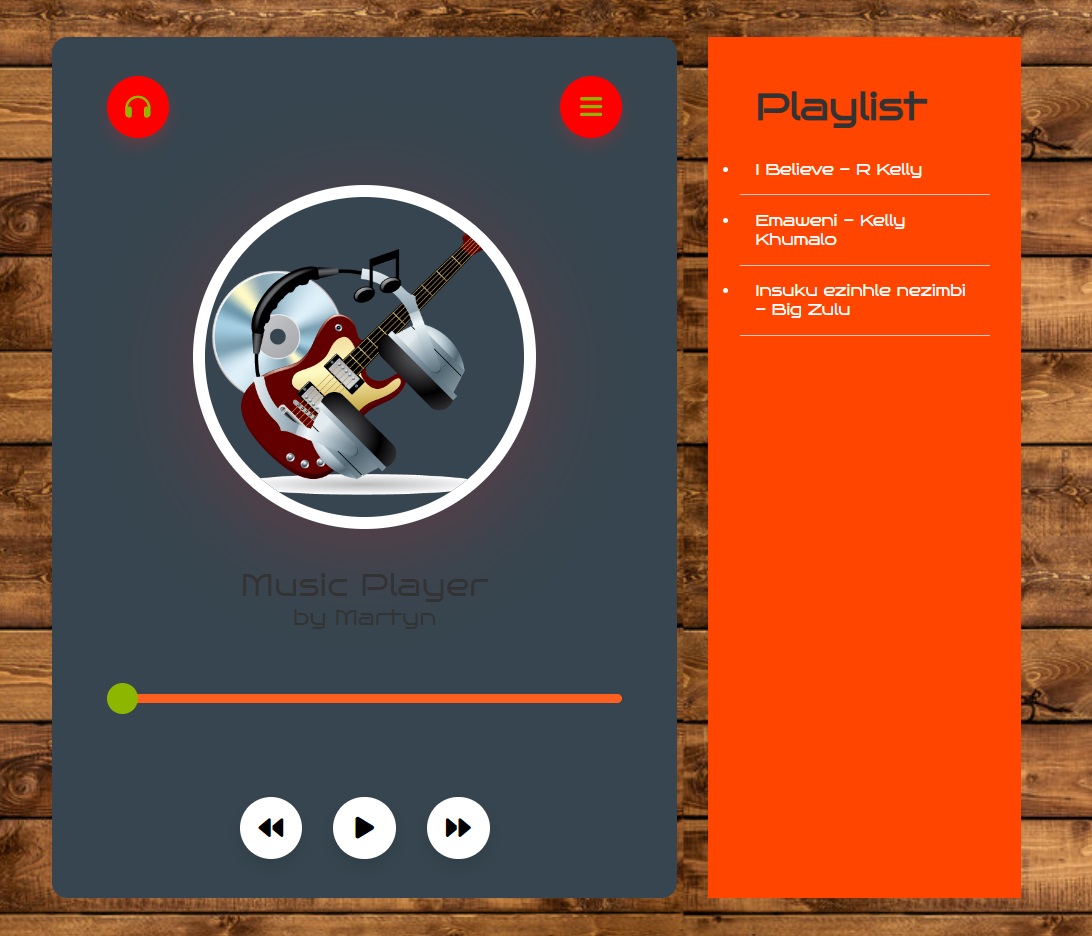 Music Player
by Martyn
Playlist
I Believe - R Kelly
Emaweni - Kelly
Khumalo
Insuku ezinhle nezimbi
- Big Zulu